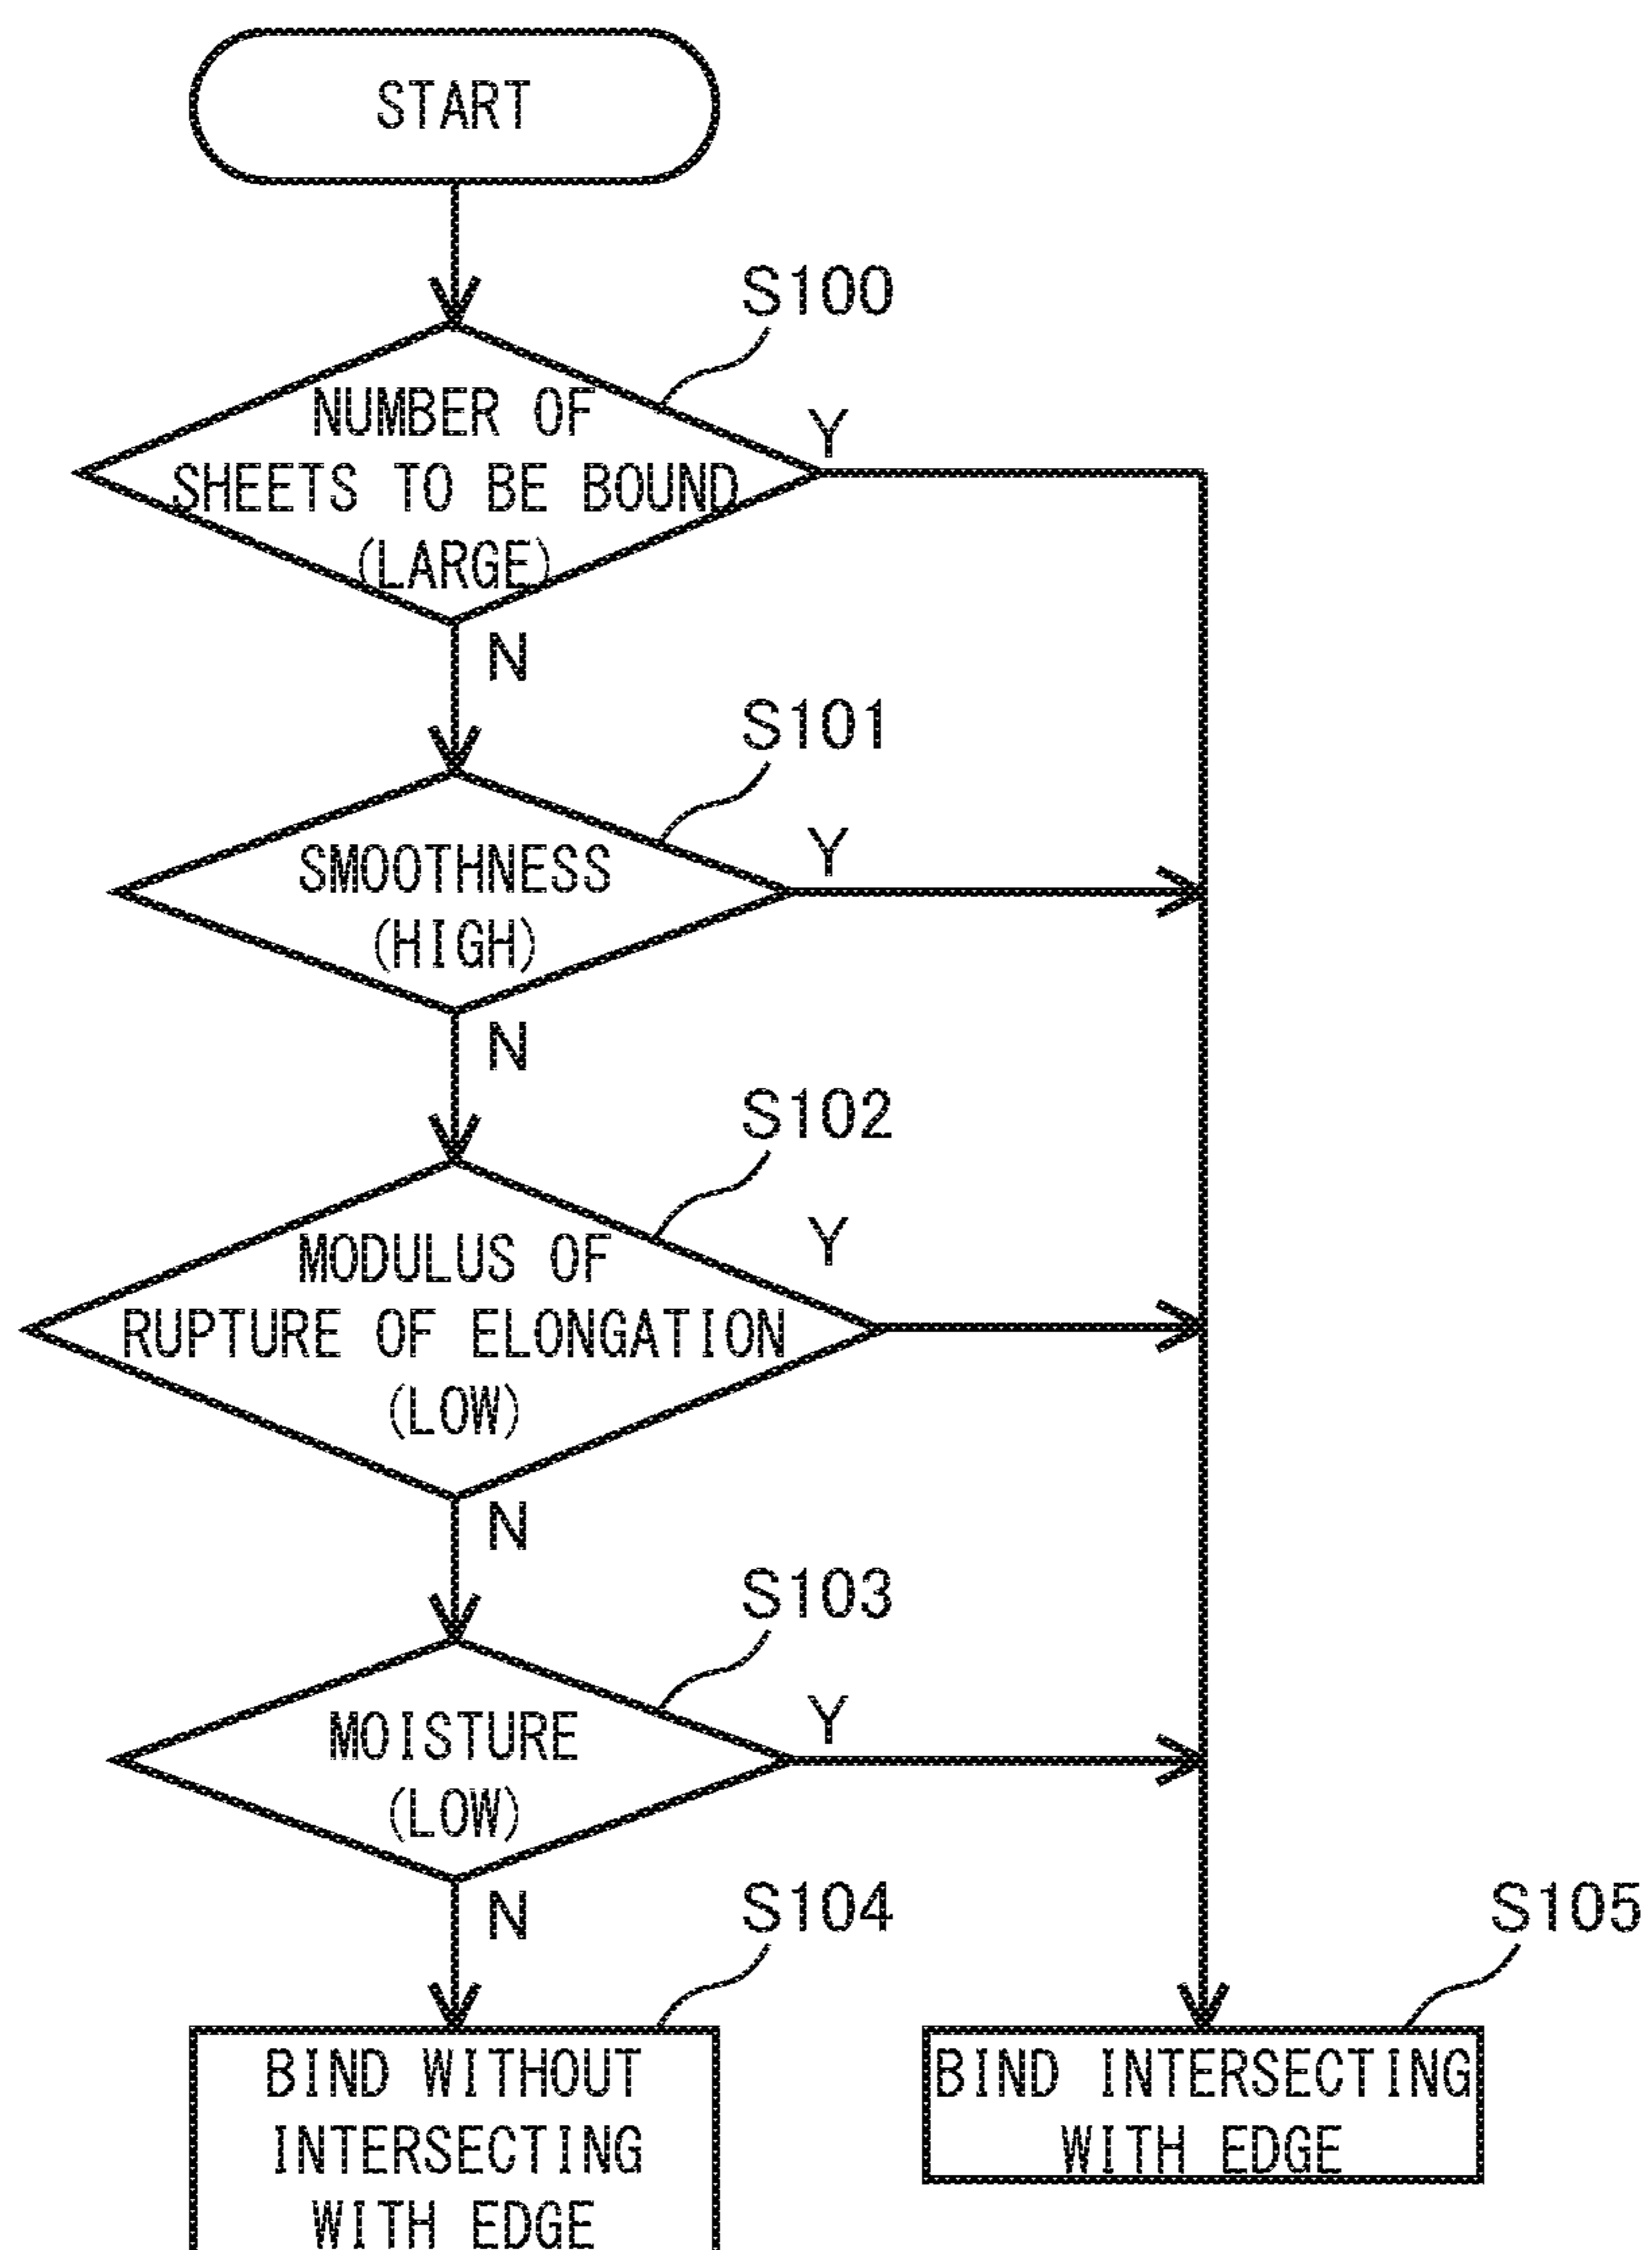 START
S100
NUMBER OF
SHEETS TO BE BOUND
(LARGE)
Y
N
S101
SMOOTHNESS
(HIGH)
Y
N
S102
MODULUS OF
RUPTURE OF ELONGATION
(LOW)
Y
N
S103
MOISTURE
(LOW)
Y
N
S104
BIND WITHOUT
INTERSECTING
WITH EDGE
S105
BIND INTERSECTING
WITH EDGE